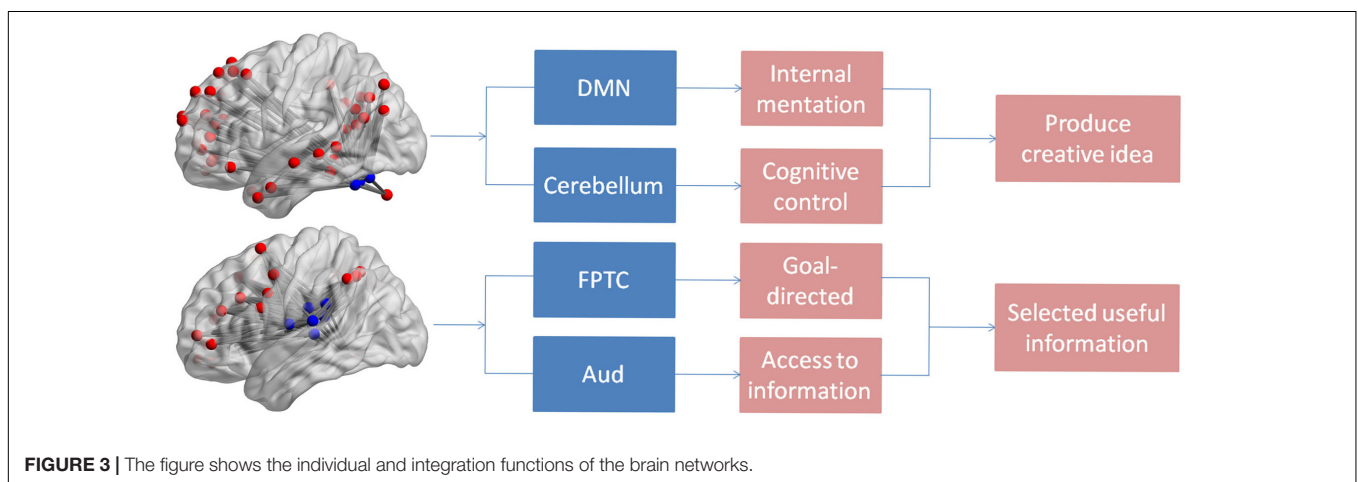 DMN
Internal
mentation
Produce
creative idea
Cerebellum
Cognitive
control
FPTC
Goal-
directed
Selected useful
information
Aud
Access to
information
FIGURE 3 | The figure shows the individual and integration functions of the brain networks.